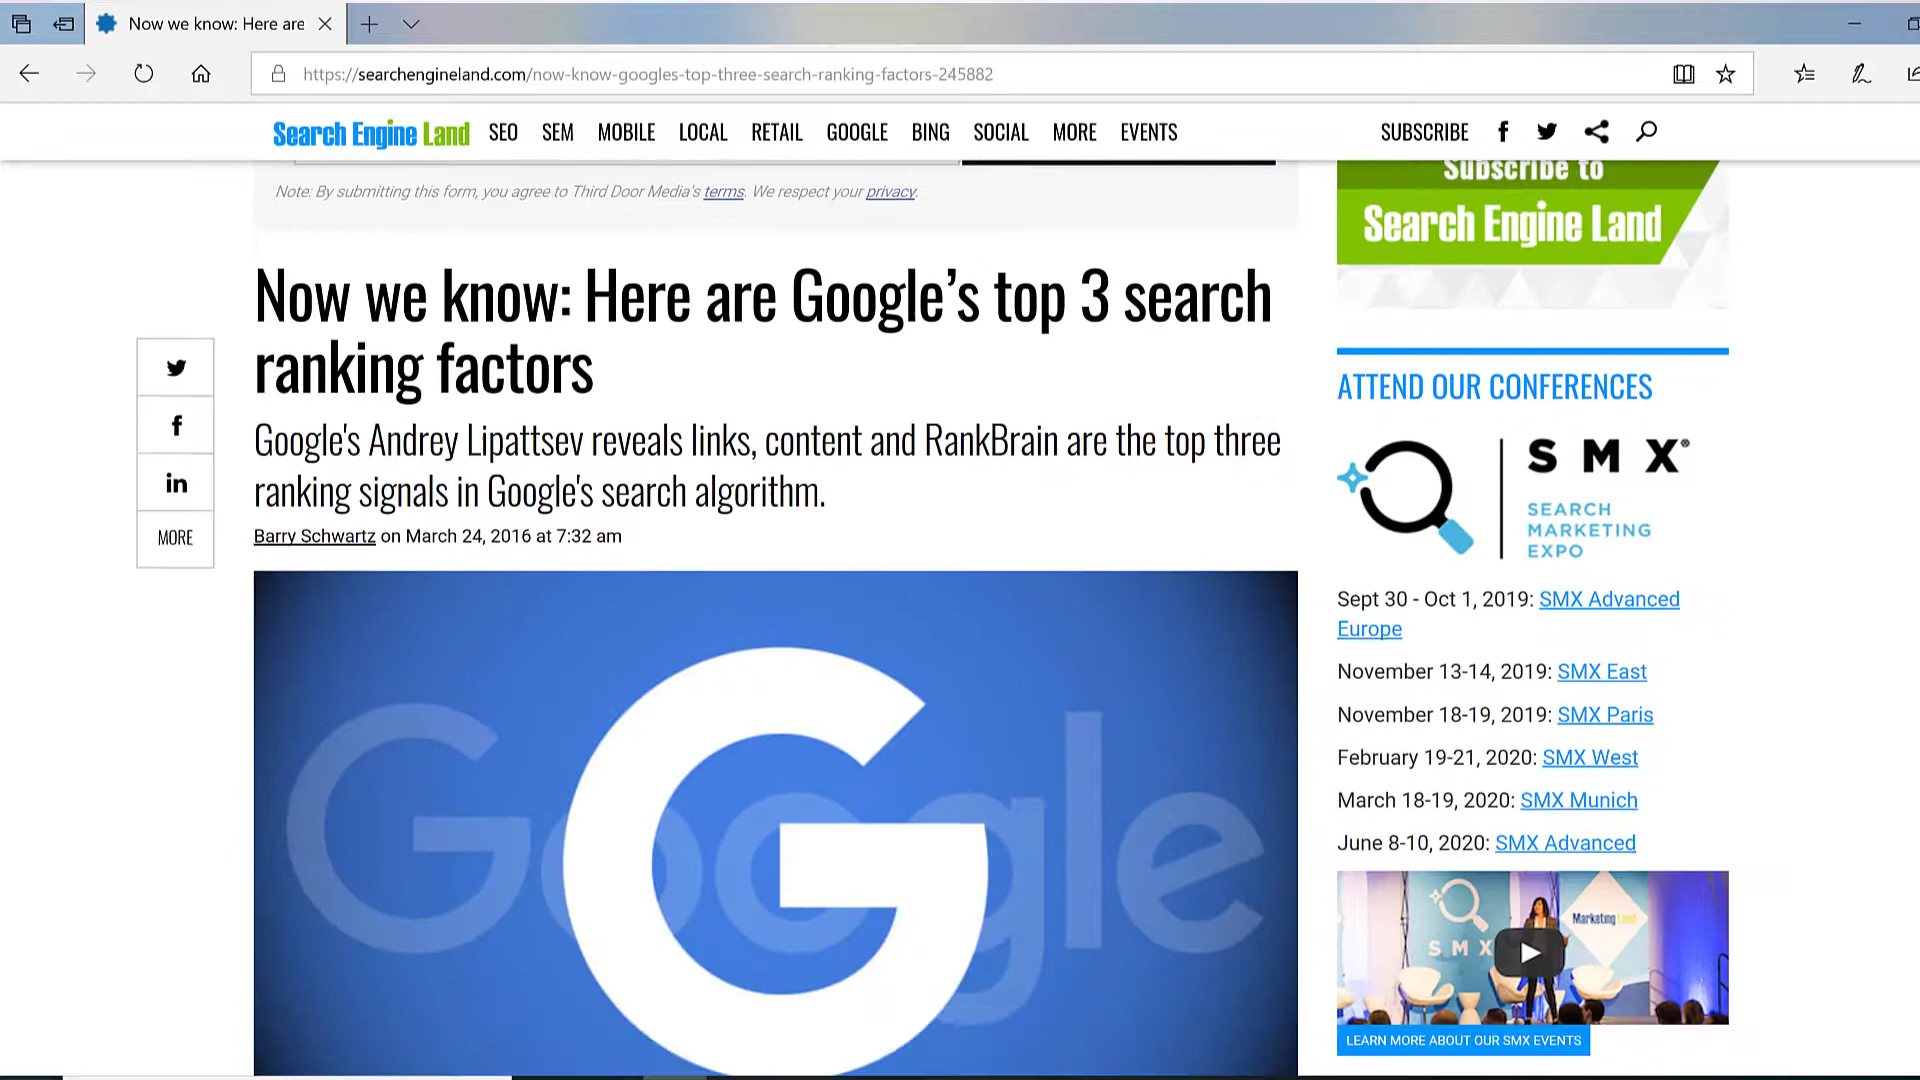 Now we know: Here are
https://searchengineland.com/now-know-googles-top-three-search-ranking-factors-245882
Search Engine Land SEO SEM MOBILE LOCAL RETAIL GOOGLE BING SOCIAL MORE EVENTS SUBSCRIBE
Note: By submitting this form, you agree to Third Door Media's terms. We respect your privacy.
Now we know: Here are Google’s top 3 search
ranking factors
Google's Andrey Lipattsev reveals links, content and RankBrain are the top three
ranking signals in Google's search algorithm.
Barry Schwartz on March 24, 2016 at 7:32 am
MORE
Google
G
Subscribe to
Search Engine Land
ATTEND OUR CONFERENCES
SMX®
SEARCH
MARKETING
EXPO
Sept 30 - Oct 1, 2019: SMX Advanced
Europe
November 13-14, 2019: SMX East
November 18-19, 2019: SMX Paris
February 19-21, 2020: SMX West
March 18-19, 2020: SMX Munich
June 8-10, 2020: SMX Advanced
SMX
Marketing Land
LEARN MORE ABOUT OUR SMX EVENTS